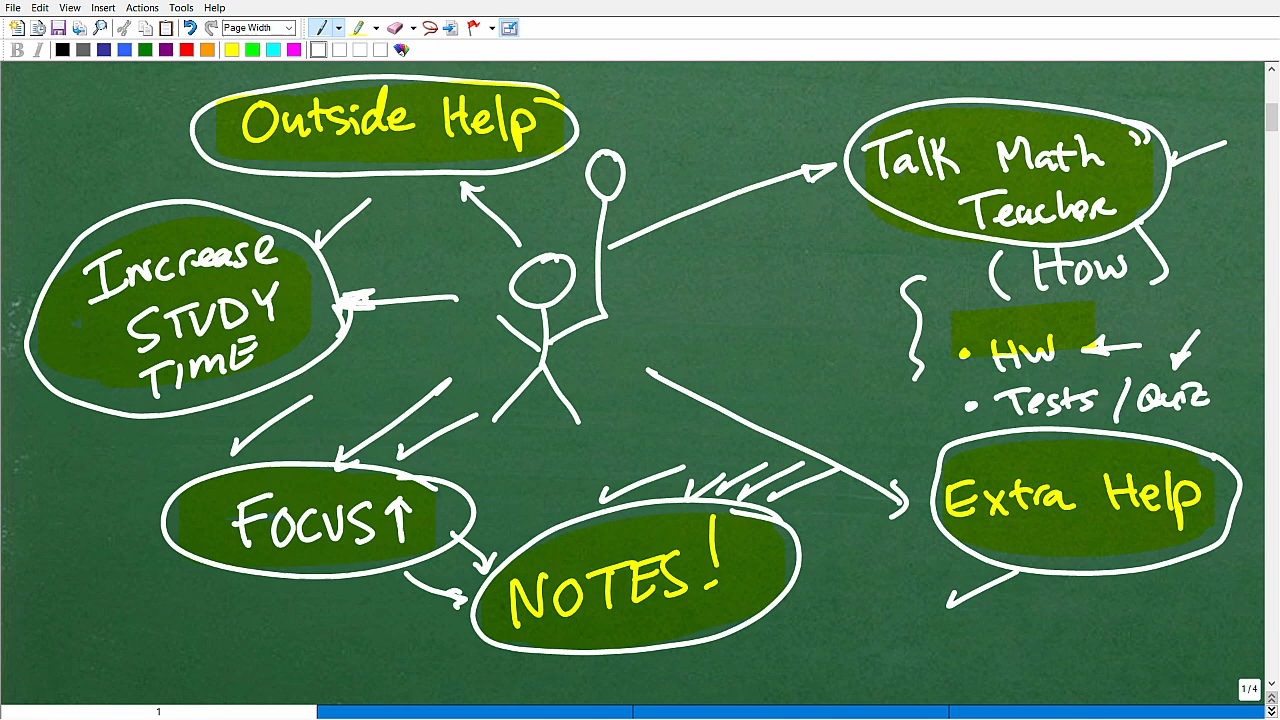 File Edit View Insert Actions Tools Help
Page Width
B I
Outside Help
Talk Math
Teacher
(How)
Increase
STUDY
TIME
• HW
• Tests / Quiz
FOCUS↑
NOTES!
Extra Help
1/4
1